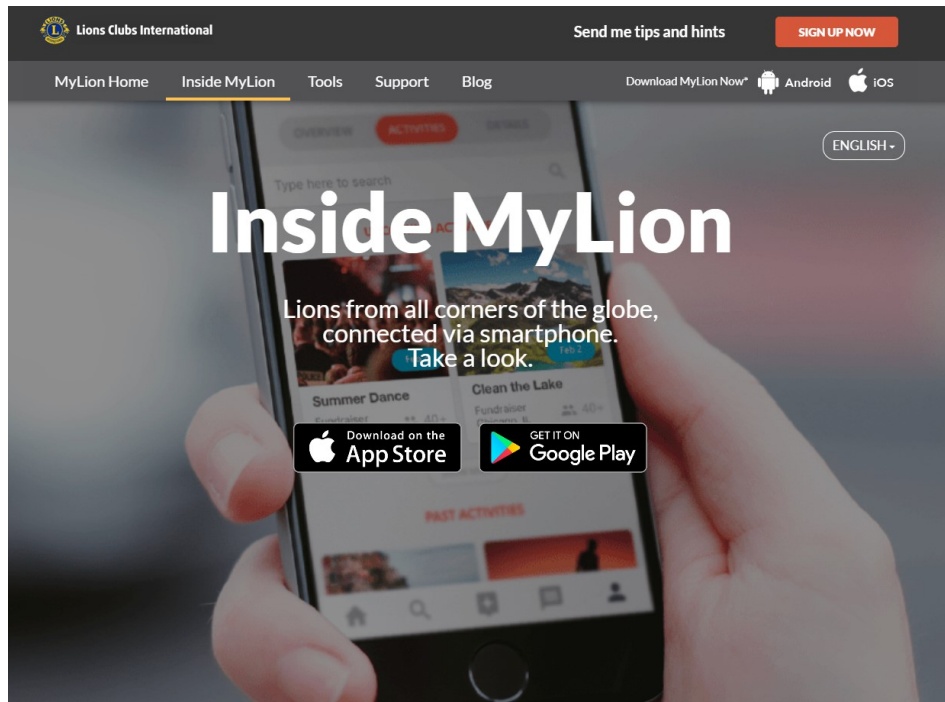 Lions Clubs International
Send me tips and hints
SIGN UP NOW
MyLion Home Inside MyLion Tools Support Blog
Download MyLion Now* Android iOS
ENGLISH
OVERVIEW ACTIVITIES DETAILS
Type here to search
Inside MyLion
Lions from all corners of the globe,
connected via smartphone.
Take a look.
Feb 2
Summer Dance
Clean the Lake
Fundraiser 40+
Fundraiser 40+
Download on the
App Store
GET IT ON
Google Play
PAST ACTIVITIES